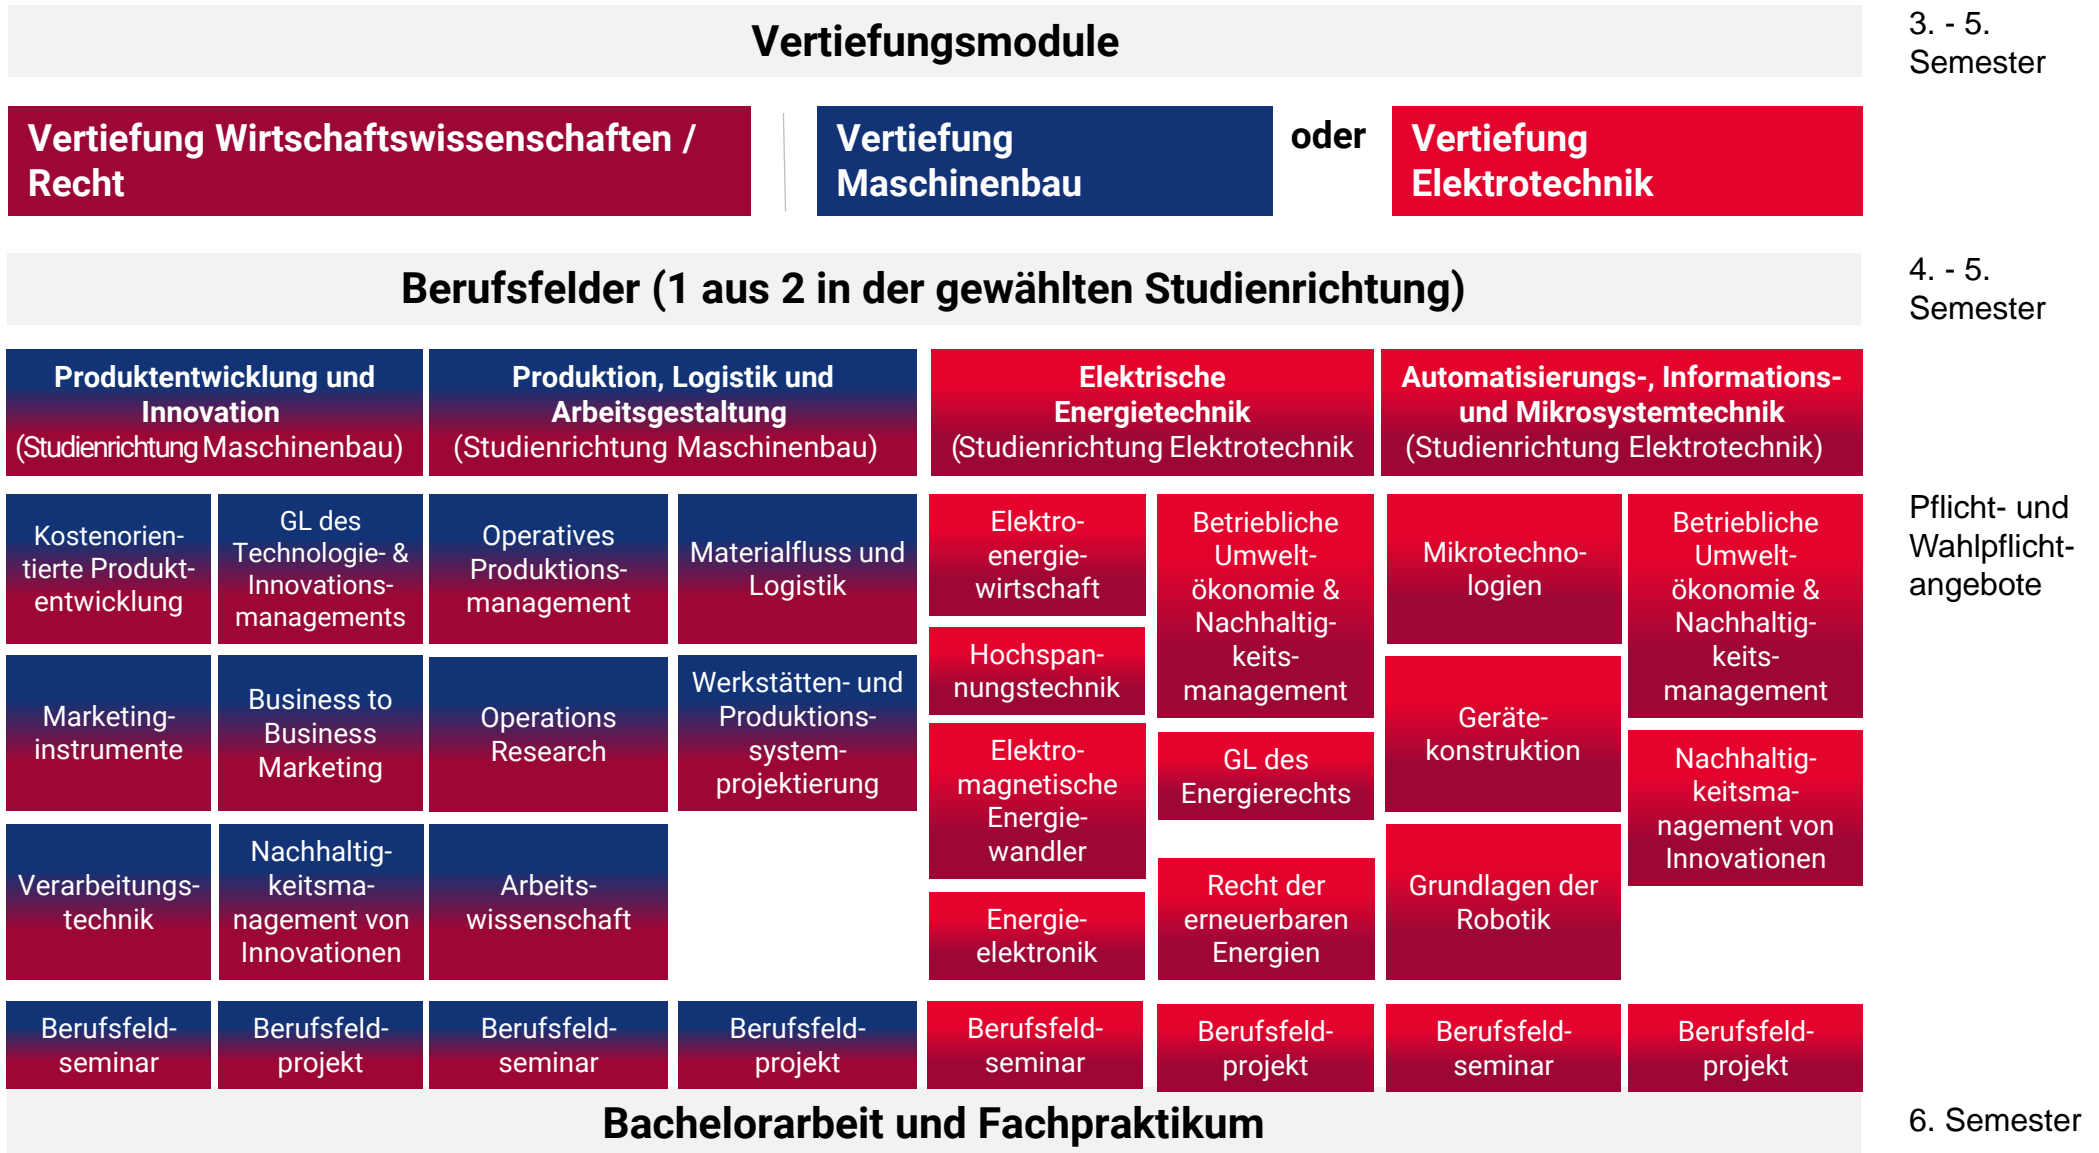 Vertiefungsmodule
3. - 5.
Semester
Vertiefung Wirtschaftswissenschaften /
Recht
Vertiefung
Maschinenbau
oder
Vertiefung
Elektrotechnik
Berufsfelder (1 aus 2 in der gewählten Studienrichtung)
4. - 5.
Semester
Produktentwicklung und
Innovation
(Studienrichtung Maschinenbau)
Produktion, Logistik und
Arbeitsgestaltung
(Studienrichtung Maschinenbau)
Elektrische
Energietechnik
(Studienrichtung Elektrotechnik
Automatisierungs-, Informations-
und Mikrosystemtechnik
(Studienrichtung Elektrotechnik)
Pflicht- und
Wahlpflicht-
angebote
Kostenorien-
tierte Produkt-
entwicklung
GL des
Technologie- &
Innovations-
managements
Operatives
Produktions-
management
Materialfluss und
Logistik
Elektro-
energie-
wirtschaft
Betriebliche
Umwelt-
ökonomie &
Nachhaltig-
keits-
management
Mikrotechno-
logien
Betriebliche
Umwelt-
ökonomie &
Nachhaltig-
keits-
management
Hochspan-
nungstechnik
Marketing-
instrumente
Business to
Business
Marketing
Operations
Research
Werkstätten- und
Produktions-
system-
projektierung
Elektro-
magnetische
Energie-
wandler
GL des
Energierechts
Geräte-
konstruktion
Nachhaltig-
keitsma-
nagement von
Innovationen
Verarbeitungs-
technik
Nachhaltig-
keitsma-
nagement von
Innovationen
Arbeits-
wissenschaft
Energie-
elektronik
Recht der
erneuerbaren
Energien
Grundlagen der
Robotik
Berufsfeld-
seminar
Berufsfeld-
projekt
Berufsfeld-
seminar
Berufsfeld-
projekt
Berufsfeld-
seminar
Berufsfeld-
projekt
Berufsfeld-
seminar
Berufsfeld-
projekt
Bachelorarbeit und Fachpraktikum
6. Semester